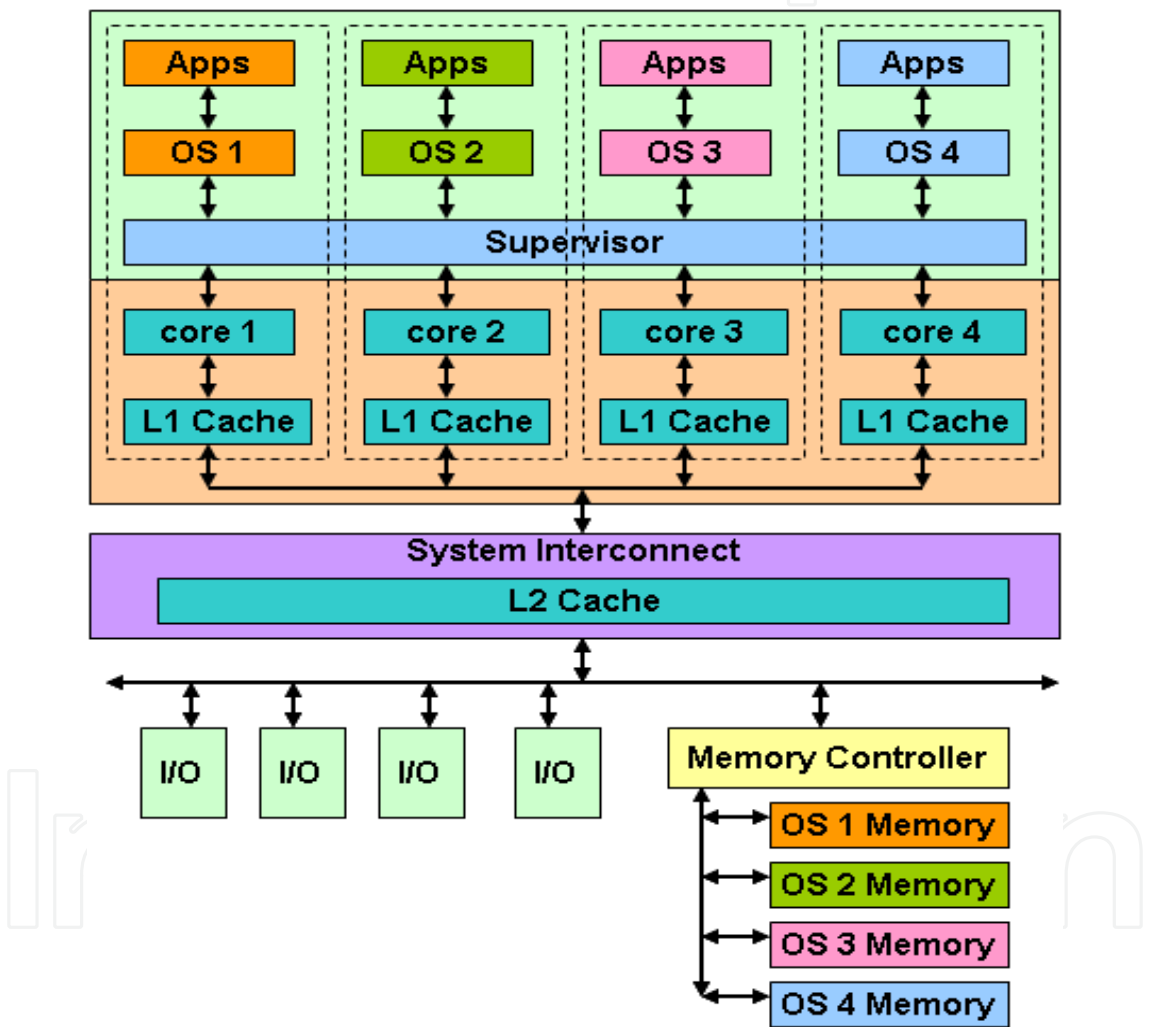 Apps Apps Apps Apps
OS 1 OS 2 OS 3 OS 4
Supervisor
core 1 core 2 core 3 core 4
L1 Cache L1 Cache L1 Cache L1 Cache
System Interconnect
L2 Cache
I/O I/O I/O I/O Memory Controller
OS 1 Memory
OS 2 Memory
OS 3 Memory
OS 4 Memory